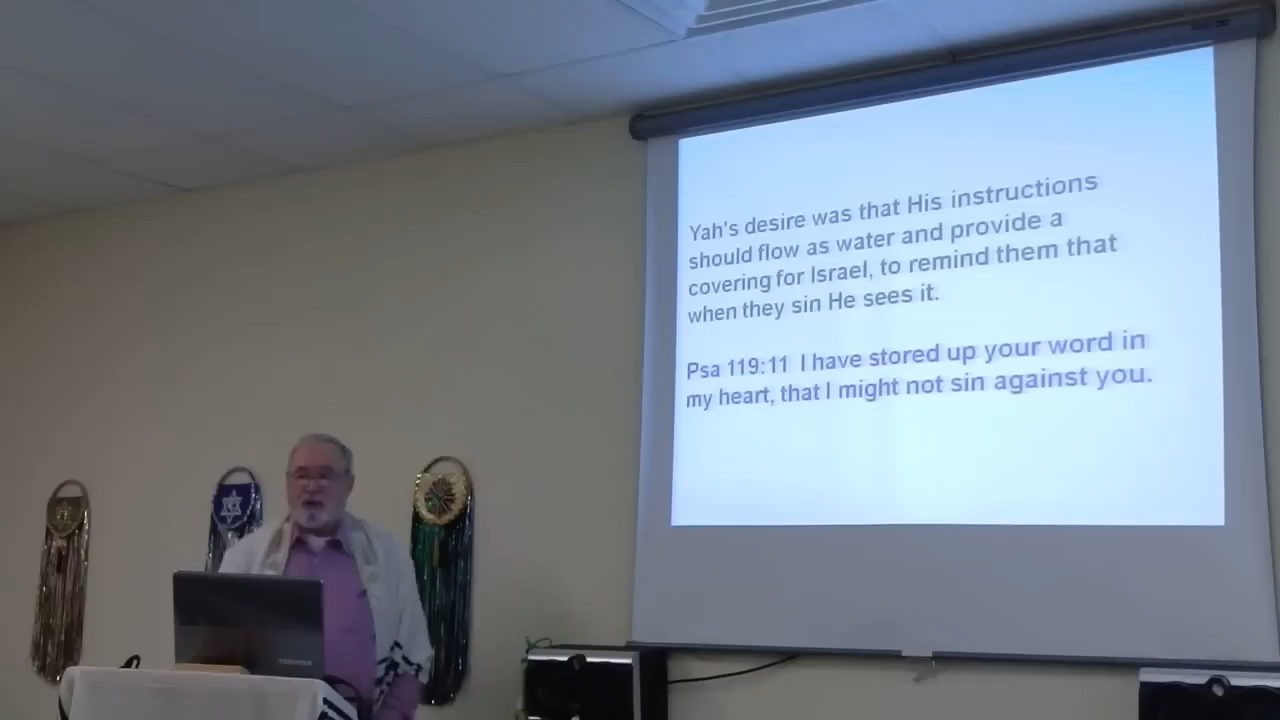 Yah's desire was that His instructions
should flow as water and provide a
covering for Israel, to remind them that
when they sin He sees it.
Psa 119:11 I have stored up your word in
my heart, that I might not sin against you.
TOSHIBA